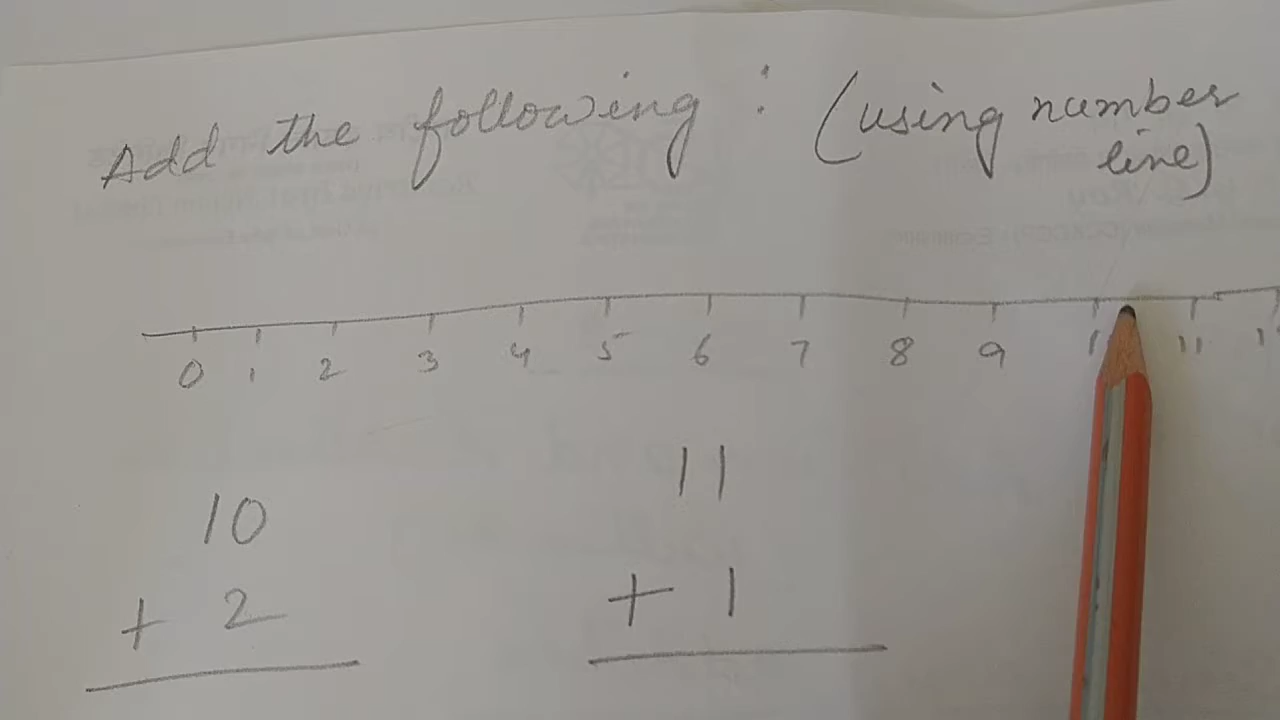 Add the following : (using number
line)
0 1 2 3 4 5 6 7 8 9 11
10 11
+ 2 + 1